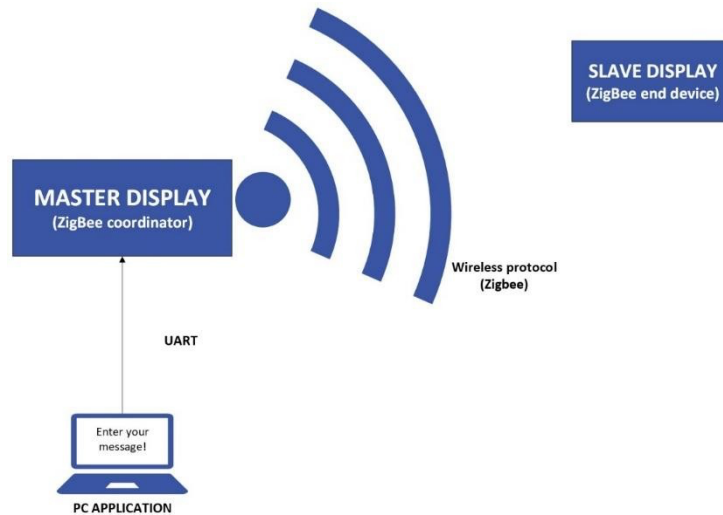 SLAVE DISPLAY
(ZigBee end device)
MASTER DISPLAY
(ZigBee coordinator)
Wireless protocol
(Zigbee)
UART
Enter your
message!
PC APPLICATION